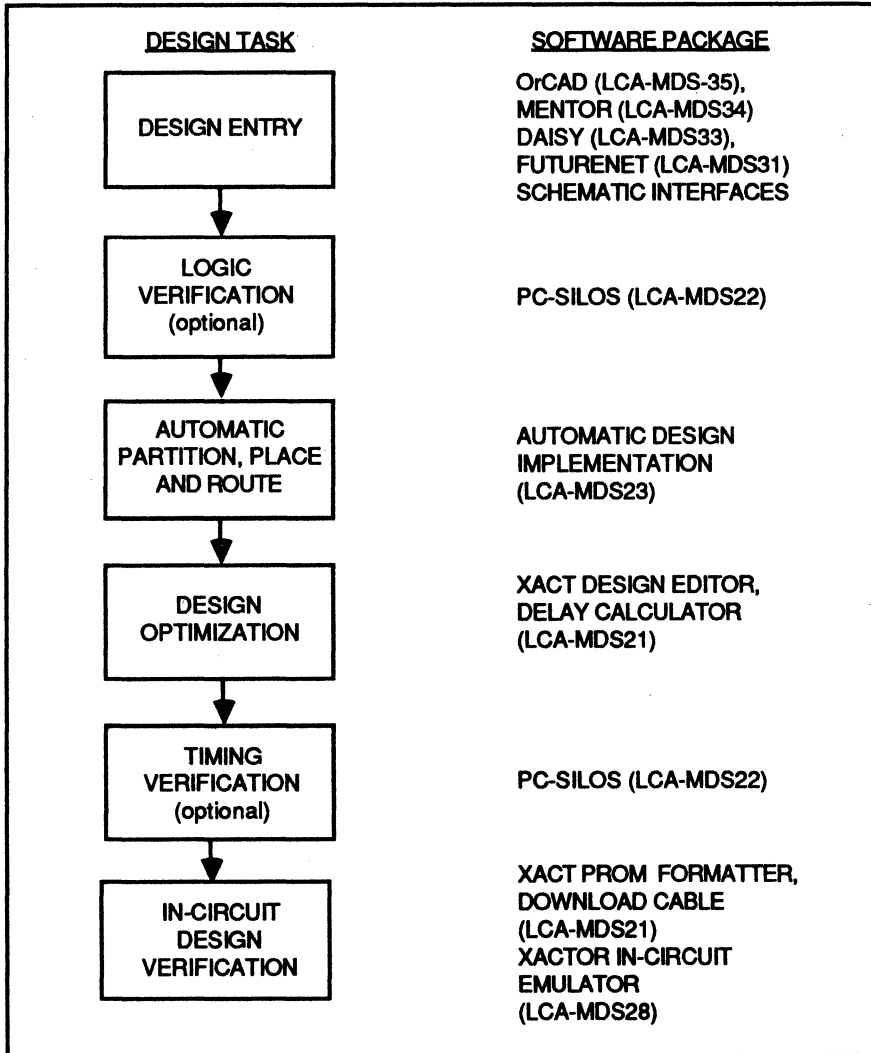 DESIGN TASK
SOFTWARE PACKAGE
DESIGN ENTRY
OrCAD (LCA-MDS-35),
MENTOR (LCA-MDS34)
DAISY (LCA-MDS33),
FUTURENET (LCA-MDS31)
SCHEMATIC INTERFACES
LOGIC
VERIFICATION
(optional)
PC-SILOS (LCA-MDS22)
AUTOMATIC
PARTITION, PLACE
AND ROUTE
AUTOMATIC DESIGN
IMPLEMENTATION
(LCA-MDS23)
DESIGN
OPTIMIZATION
XACT DESIGN EDITOR,
DELAY CALCULATOR
(LCA-MDS21)
TIMING
VERIFICATION
(optional)
PC-SILOS (LCA-MDS22)
IN-CIRCUIT
DESIGN
VERIFICATION
XACT PROM FORMATTER,
DOWNLOAD CABLE
(LCA-MDS21)
XACTOR IN-CIRCUIT
EMULATOR
(LCA-MDS28)